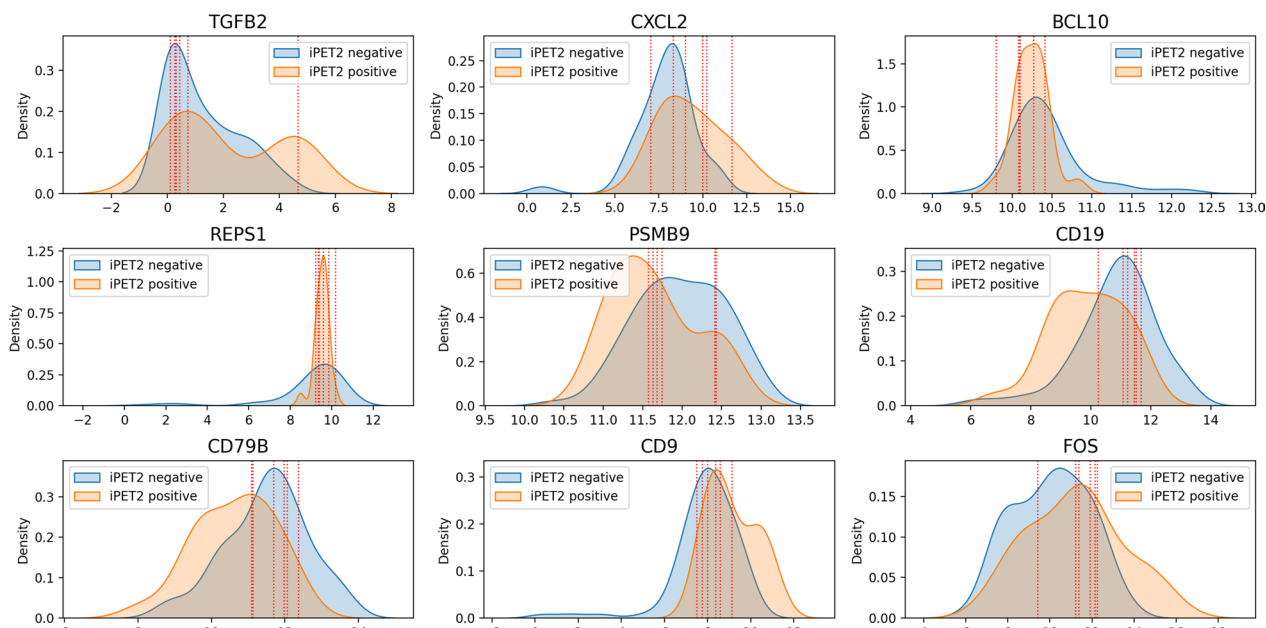 TGFB2
Density
0.3
0.2
0.1
0.0
iPET2 negative
iPET2 positive
−2 0 2 4 6 8
CXCL2
Density
0.25
0.20
0.15
0.10
0.05
0.00
iPET2 negative
iPET2 positive
0.0 2.5 5.0 7.5 10.0 12.5 15.0
BCL10
Density
1.5
1.0
0.5
0.0
iPET2 negative
iPET2 positive
9.0 9.5 10.0 10.5 11.0 11.5 12.0 12.5 13.0
REPS1
Density
1.25
1.00
0.75
0.50
0.25
0.00
iPET2 negative
iPET2 positive
−2 0 2 4 6 8 10 12
PSMB9
Density
0.6
0.4
0.2
0.0
iPET2 negative
iPET2 positive
9.5 10.0 10.5 11.0 11.5 12.0 12.5 13.0 13.5
CD19
Density
0.3
0.2
0.1
0.0
iPET2 negative
iPET2 positive
4 6 8 10 12 14
CD79B
Density
0.3
0.2
0.1
0.0
iPET2 negative
iPET2 positive
CD9
Density
0.3
0.2
0.1
0.0
iPET2 negative
iPET2 positive
FOS
Density
0.15
0.10
0.05
0.00
iPET2 negative
iPET2 positive